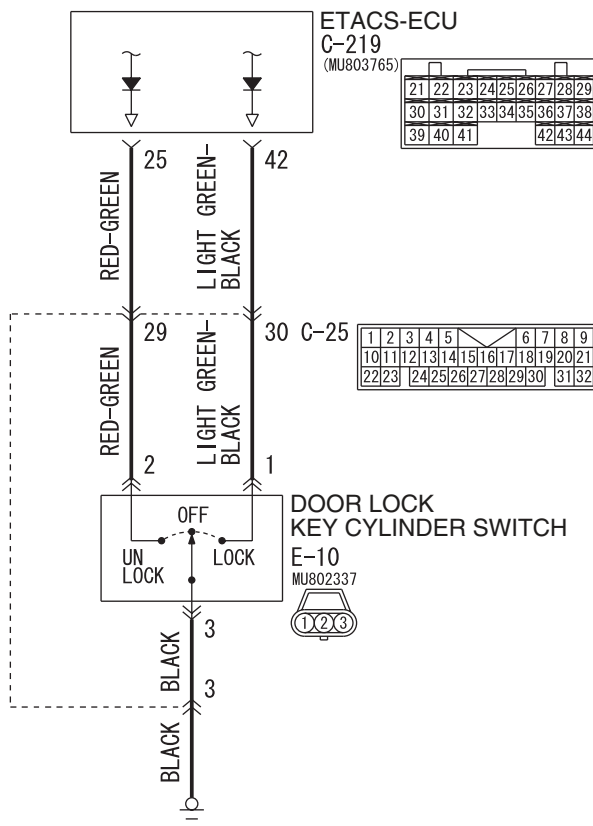 ETACS-ECU
C-219
(MU803765)
21 22 23 24 25 26 27 28 29
30 31 32 33 34 35 36 37 38
39 40 41 42 43 44
25 42
RED-GREEN
LIGHT GREEN-
BLACK
29 30 C-25
1 2 3 4 5 6 7 8 9
10 11 12 13 14 15 16 17 18 19 20 21
22 23 24 25 26 27 28 29 30 31 32
RED-GREEN
LIGHT GREEN-
BLACK
2 1
DOOR LOCK
KEY CYLINDER SWITCH
OFF
UN
LOCK
LOCK
E-10
MU802337
1 2 3
3
BLACK
3
BLACK